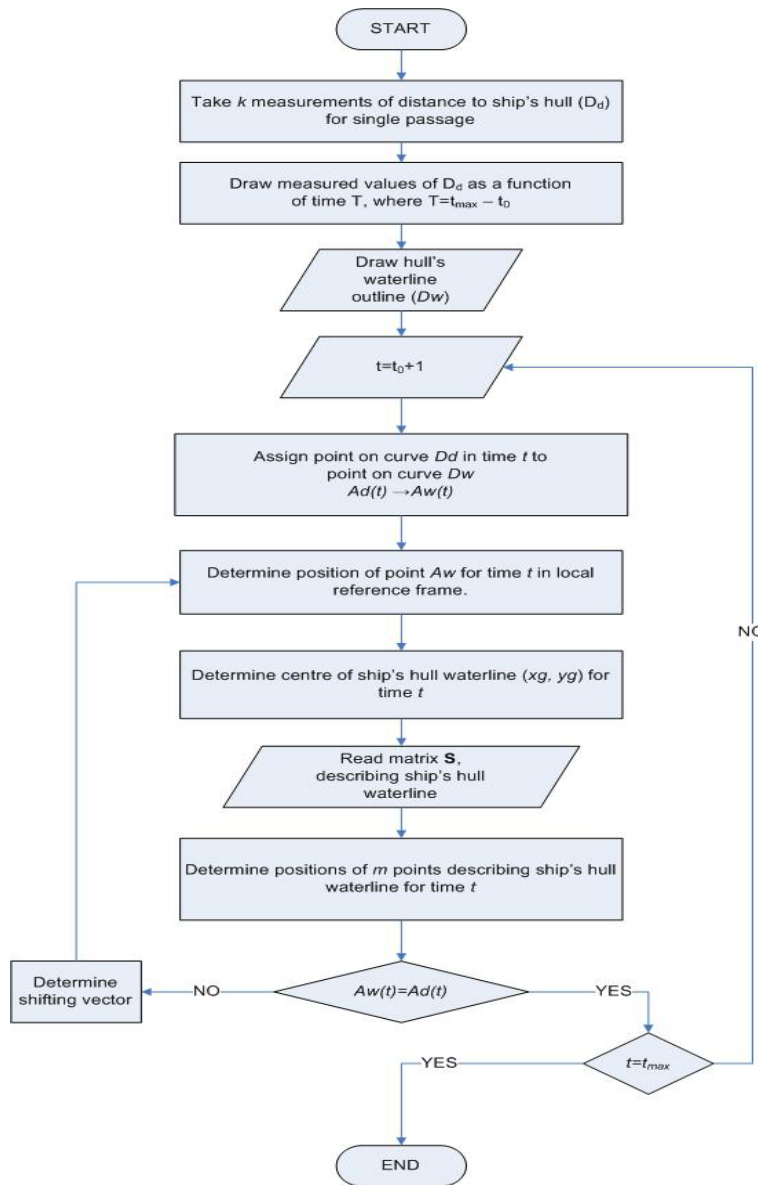 START
Take k measurements of distance to ship's hull (Dd)
for single passage
Draw measured values of Dd as a function
of time T, where T=tmax – t0
Draw hull's
waterline
outline (Dw)
t=t0+1
Assign point on curve Dd in time t to
point on curve Dw
Ad(t) →Aw(t)
Determine position of point Aw for time t in local
reference frame.
NO
Determine centre of ship's hull waterline (xg, yg) for
time t
Read matrix S,
describing ship's hull
waterline
Determine positions of m points describing ship's hull
waterline for time t
Determine
shifting vector
NO
Aw(t)=Ad(t)
YES
YES
t=tmax
END